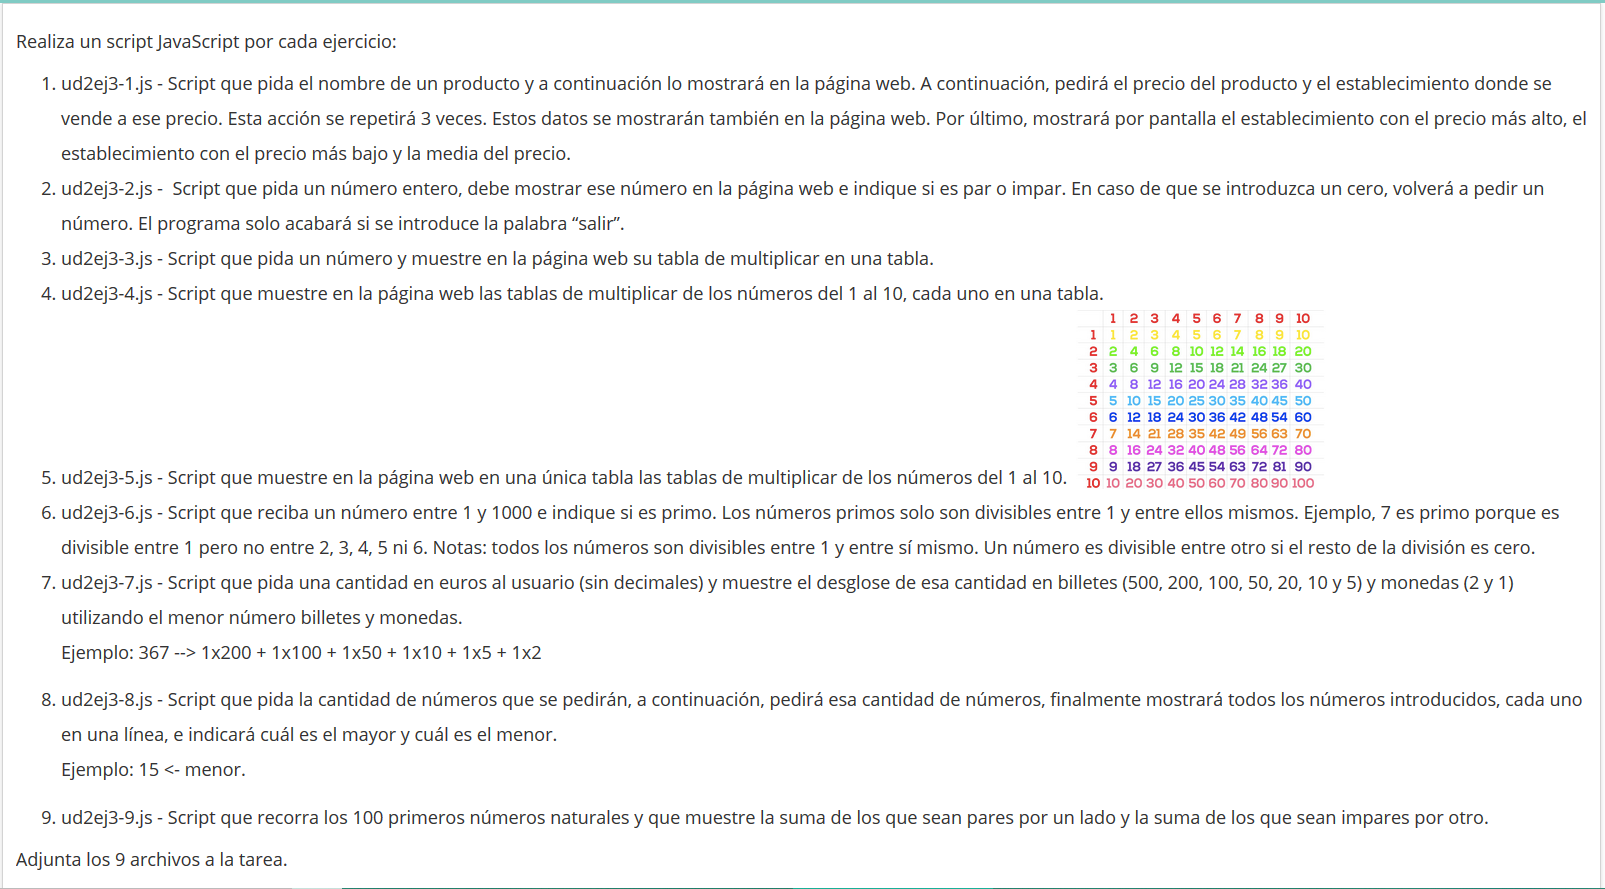 Realiza un script JavaScript por cada ejercicio:
1. ud2ej3-1.js - Script que pida el nombre de un producto y a continuación lo mostrará en la página web. A continuación, pedirá el precio del producto y el establecimiento donde se
vende a ese precio. Esta acción se repetirá 3 veces. Estos datos se mostrarán también en la página web. Por último, mostrará por pantalla el establecimiento con el precio más alto, el
establecimiento con el precio más bajo y la media del precio.
2. ud2ej3-2.js -  Script que pida un número entero, debe mostrar ese número en la página web e indique si es par o impar. En caso de que se introduzca un cero, volverá a pedir un
número. El programa solo acabará si se introduce la palabra “salir”.
3. ud2ej3-3.js - Script que pida un número y muestre en la página web su tabla de multiplicar en una tabla.
4. ud2ej3-4.js - Script que muestre en la página web las tablas de multiplicar de los números del 1 al 10, cada uno en una tabla.
1 2 3 4 5 6 7 8 9 10
1 1 2 3 4 5 6 7 8 9 10
2 2 4 6 8 10 12 14 16 18 20
3 3 6 9 12 15 18 21 24 27 30
4 4 8 12 16 20 24 28 32 36 40
5 5 10 15 20 25 30 35 40 45 50
6 6 12 18 24 30 36 42 48 54 60
7 7 14 21 28 35 42 49 56 63 70
8 8 16 24 32 40 48 56 64 72 80
9 9 18 27 36 45 54 63 72 81 90
10 10 20 30 40 50 60 70 80 90 100
5. ud2ej3-5.js - Script que muestre en la página web en una única tabla las tablas de multiplicar de los números del 1 al 10.
6. ud2ej3-6.js - Script que reciba un número entre 1 y 1000 e indique si es primo. Los números primos solo son divisibles entre 1 y entre ellos mismos. Ejemplo, 7 es primo porque es
divisible entre 1 pero no entre 2, 3, 4, 5 ni 6. Notas: todos los números son divisibles entre 1 y entre sí mismo. Un número es divisible entre otro si el resto de la división es cero.
7. ud2ej3-7.js - Script que pida una cantidad en euros al usuario (sin decimales) y muestre el desglose de esa cantidad en billetes (500, 200, 100, 50, 20, 10 y 5) y monedas (2 y 1)
utilizando el menor número billetes y monedas.
Ejemplo: 367 --> 1x200 + 1x100 + 1x50 + 1x10 + 1x5 + 1x2
8. ud2ej3-8.js - Script que pida la cantidad de números que se pedirán, a continuación, pedirá esa cantidad de números, finalmente mostrará todos los números introducidos, cada uno
en una línea, e indicará cuál es el mayor y cuál es el menor.
Ejemplo: 15 <- menor.
9. ud2ej3-9.js - Script que recorra los 100 primeros números naturales y que muestre la suma de los que sean pares por un lado y la suma de los que sean impares por otro.
Adjunta los 9 archivos a la tarea.